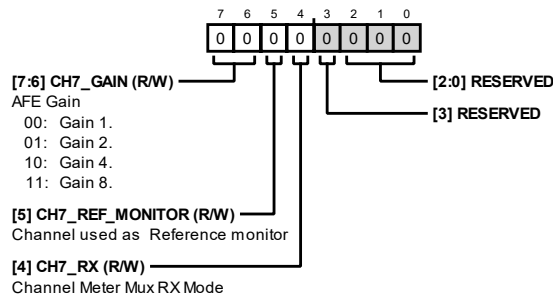 7 6 5 4 3 2 1 0
0 0 0 0 0 0 0 0
[7:6] CH7_GAIN (R/W)
AFE Gain
00: Gain 1.
01: Gain 2.
10: Gain 4.
11: Gain 8.
[5] CH7_REF_MONITOR (R/W)
Channel used as Reference monitor
[4] CH7_RX (R/W)
Channel Meter Mux RX Mode
[2:0] RESERVED
[3] RESERVED